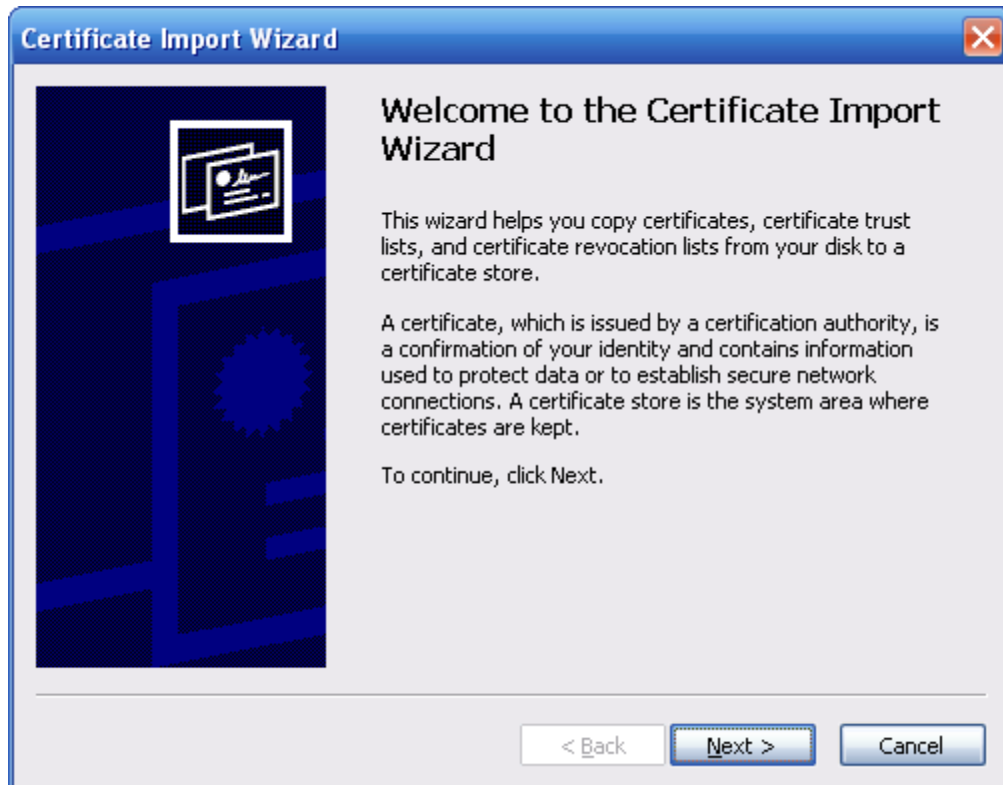 Certificate Import Wizard
Welcome to the Certificate Import
Wizard
This wizard helps you copy certificates, certificate trust
lists, and certificate revocation lists from your disk to a
certificate store.
A certificate, which is issued by a certification authority, is
a confirmation of your identity and contains information
used to protect data or to establish secure network
connections. A certificate store is the system area where
certificates are kept.
To continue, click Next.
< Back
Next >
Cancel